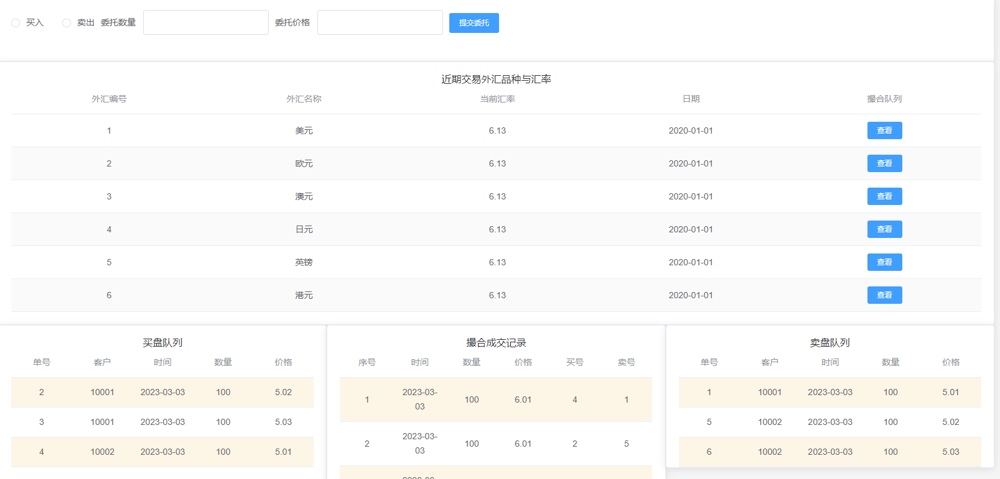 买入 卖出 委托数量 委托价格 提交委托
近期交易外汇品种与汇率
外汇编号 外汇名称 当前汇率 日期 撮合队列
1 美元 6.13 2020-01-01 查看
2 欧元 6.13 2020-01-01 查看
3 澳元 6.13 2020-01-01 查看
4 日元 6.13 2020-01-01 查看
5 英镑 6.13 2020-01-01 查看
6 港元 6.13 2020-01-01 查看
买盘队列
单号 客户 时间 数量 价格
2 10001 2023-03-03 100 5.02
3 10001 2023-03-03 100 5.03
4 10002 2023-03-03 100 5.01
撮合成交记录
序号 时间 数量 价格 买号 卖号
1 2023-03-03 100 6.01 4 1
2 2023-03-03 100 6.01 2 5
卖盘队列
单号 客户 时间 数量 价格
1 10001 2023-03-03 100 5.01
5 10002 2023-03-03 100 5.02
6 10002 2023-03-03 100 5.03